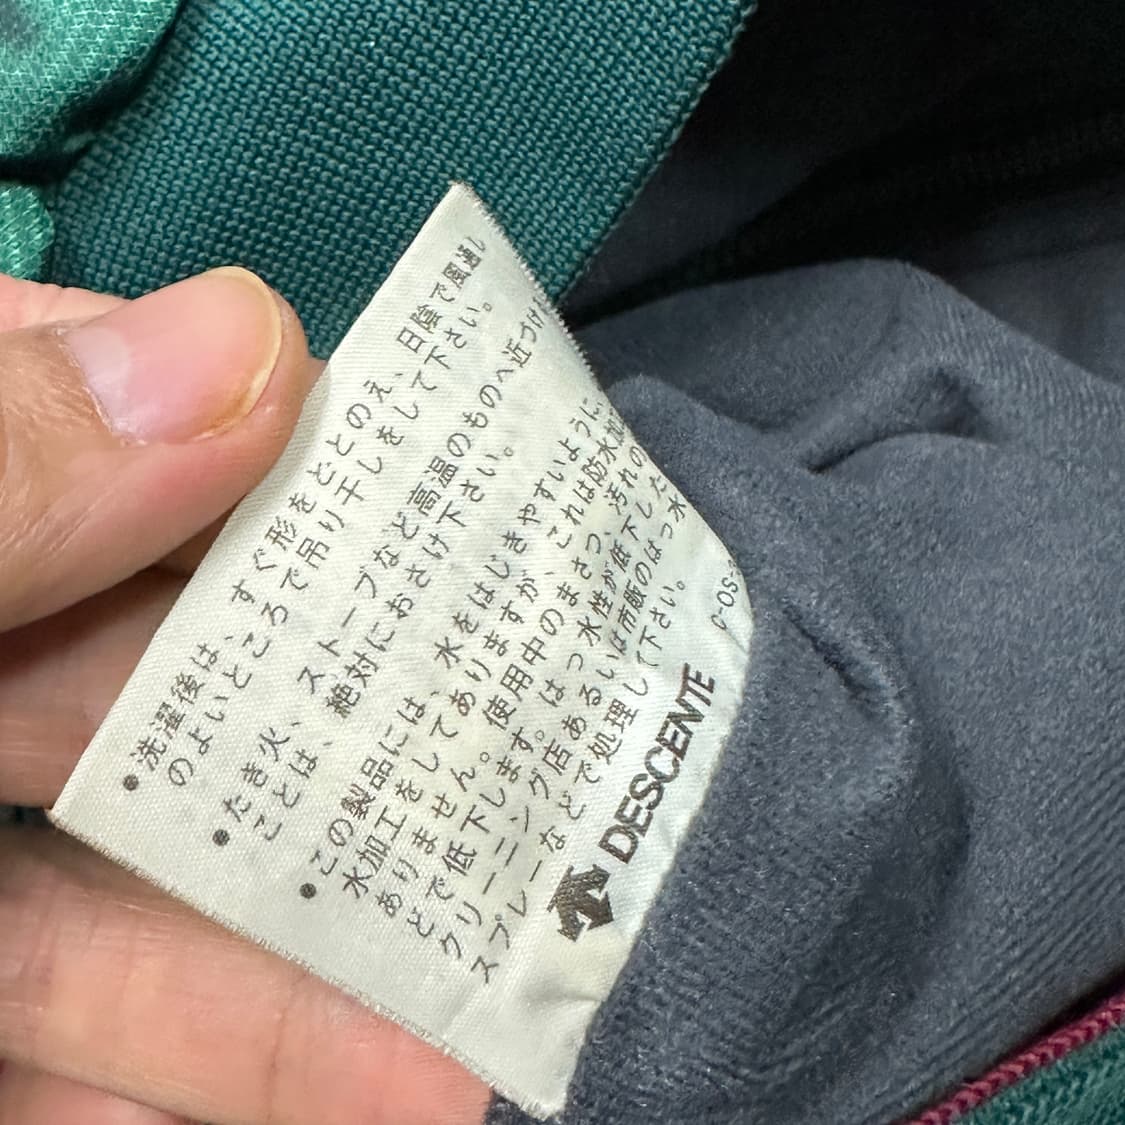 ●洗濯後は、すぐ形をととのえ、日陰で風通し
のよいところで吊り干しをして下さい。
●たき火、ストーブなど高温のものへ近づけ
ことは、絶対におさけ下さい。
●この製品には、水をはじきやすいように、
水加工をしてありますが、これは防水加
ありません。使用中のまさつ、汚れの
どで低下します。はっ水性が低下した
クリーニング店あるいは市販のはっ水
スプレーなどで処理して下さい。
DESCENTE